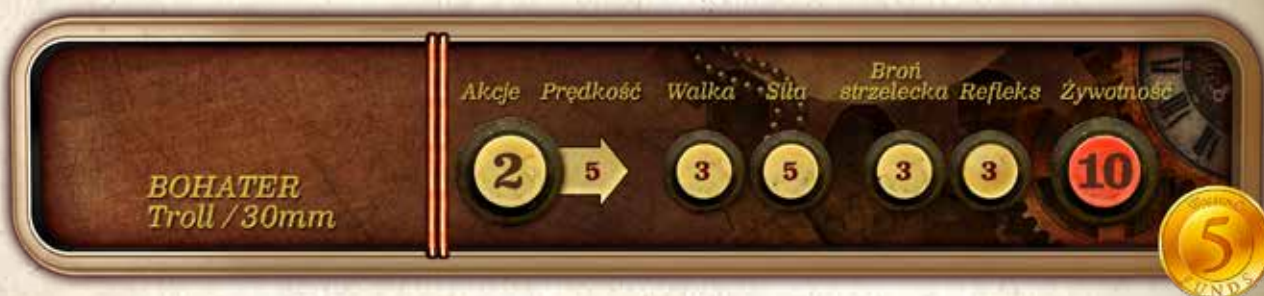 BOHATER
Troll / 30mm
Akcje Prędkość Walka Siła Broń strzelecka Refleks Żywotność
2 5 3 5 3 3 10
5